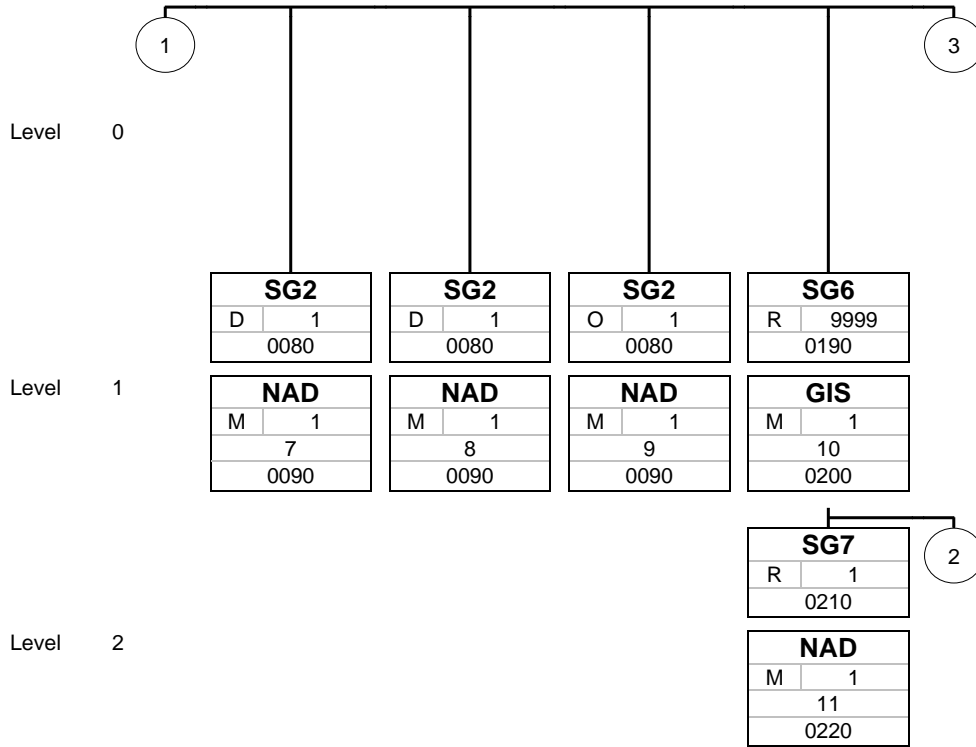 1 3
Level 0
SG2 SG2 SG2 SG6
D 1 D 1 O 1 R 9999
0080 0080 0080 0190
Level 1
NAD NAD NAD GIS
M 1 M 1 M 1 M 1
7 8 9 10
0090 0090 0090 0200
SG7 2
R 1
0210
Level 2
NAD
M 1
11
0220